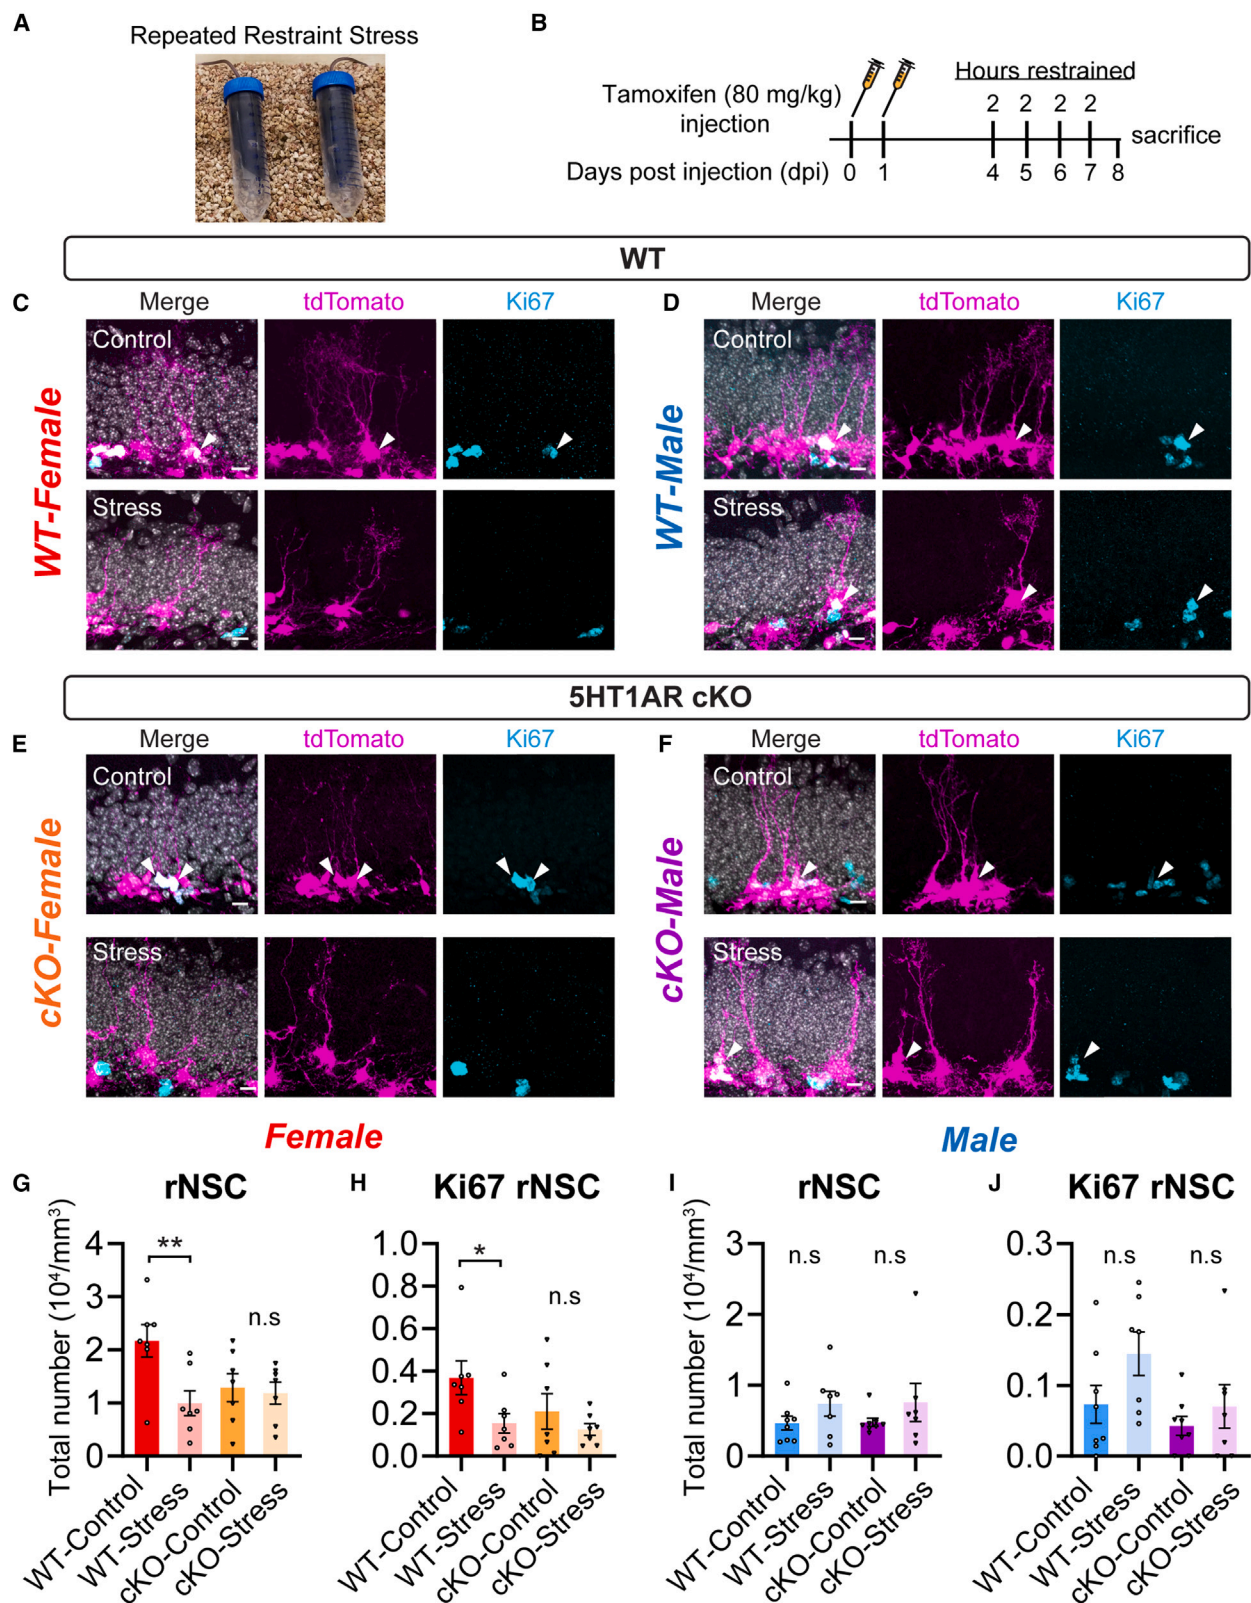 A
Repeated Restraint Stress
B
Hours restrained
Tamoxifen (80 mg/kg)
injection
2 2 2 2
sacrifice
Days post injection (dpi) 0 1 4 5 6 7 8
WT
C
Merge tdTomato Ki67
D
Merge tdTomato Ki67
WT-Female
Control
Stress
WT-Male
Control
Stress
5HT1AR cKO
E
Merge tdTomato Ki67
F
Merge tdTomato Ki67
cKO-Female
Control
Stress
cKO-Male
Control
Stress
Female
Male
G
rNSC
Total number (10⁴/mm³)
4
3
2
1
0
**
n.s
WT-Control
WT-Stress
cKO-Control
cKO-Stress
H
Ki67 rNSC
1.0
0.8
0.6
0.4
0.2
0.0
*
n.s
WT-Control
WT-Stress
cKO-Control
cKO-Stress
I
rNSC
Total number (10⁴/mm³)
3
2
1
0
n.s
n.s
WT-Control
WT-Stress
cKO-Control
cKO-Stress
J
Ki67 rNSC
0.3
0.2
0.1
0.0
n.s
n.s
WT-Control
WT-Stress
cKO-Control
cKO-Stress